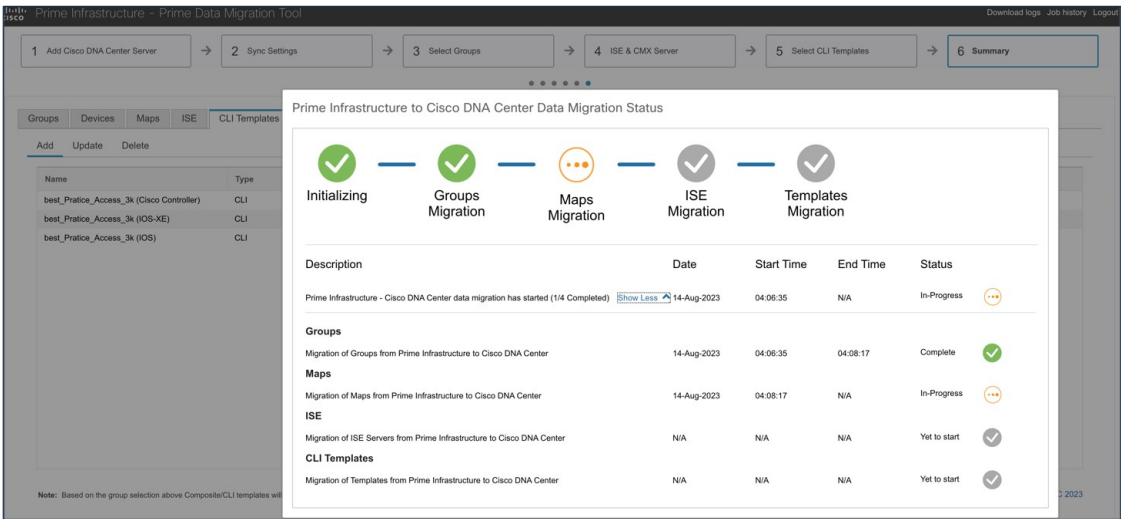 cisco Prime Infrastructure - Prime Data Migration Tool
Download logs Job history Logout
1 Add Cisco DNA Center Server
2 Sync Settings
3 Select Groups
4 ISE & CMX Server
5 Select CLI Templates
6 Summary
Groups Devices Maps ISE CLI Templates
Add Update Delete
Name Type
best_Pratice_Access_3k (Cisco Controller) CLI
best_Pratice_Access_3k (IOS-XE) CLI
best_Pratice_Access_3k (IOS) CLI
Note: Based on the group selection above Composite/CLI templates will
2023
Prime Infrastructure to Cisco DNA Center Data Migration Status
Initializing
Groups
Migration
Maps
Migration
ISE
Migration
Templates
Migration
Description Date Start Time End Time Status
Prime Infrastructure - Cisco DNA Center data migration has started (1/4 Completed) Show Less 14-Aug-2023 04:06:35 N/A In-Progress
Groups
Migration of Groups from Prime Infrastructure to Cisco DNA Center 14-Aug-2023 04:06:35 04:08:17 Complete
Maps
Migration of Maps from Prime Infrastructure to Cisco DNA Center 14-Aug-2023 04:08:17 N/A In-Progress
ISE
Migration of ISE Servers from Prime Infrastructure to Cisco DNA Center N/A N/A N/A Yet to start
CLI Templates
Migration of Templates from Prime Infrastructure to Cisco DNA Center N/A N/A N/A Yet to start